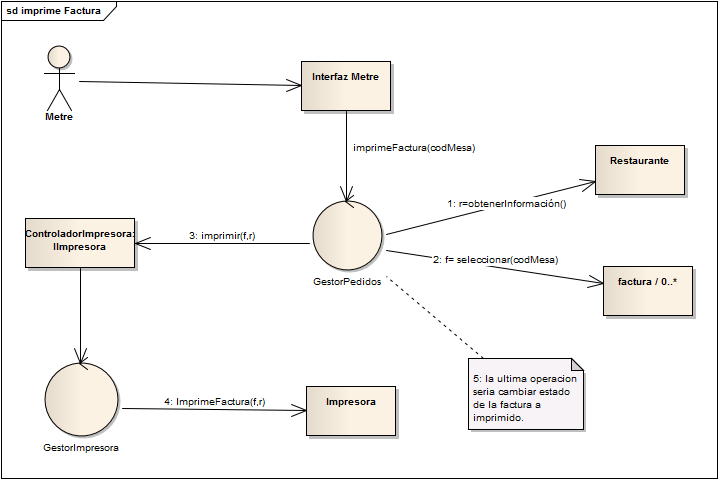 sd imprime Factura
Metre
Interfaz Metre
imprimeFactura(codMesa)
Restaurante
1: r=obtenerInformación()
ControladorImpresora:
IImpresora
3: imprimir(f,r)
GestorPedidos
2: f= seleccionar(codMesa)
factura / 0..*
5: la ultima operacion
seria cambiar estado
de la factura a
imprimido.
GestorImpresora
4: ImprimeFactura(f,r)
Impresora